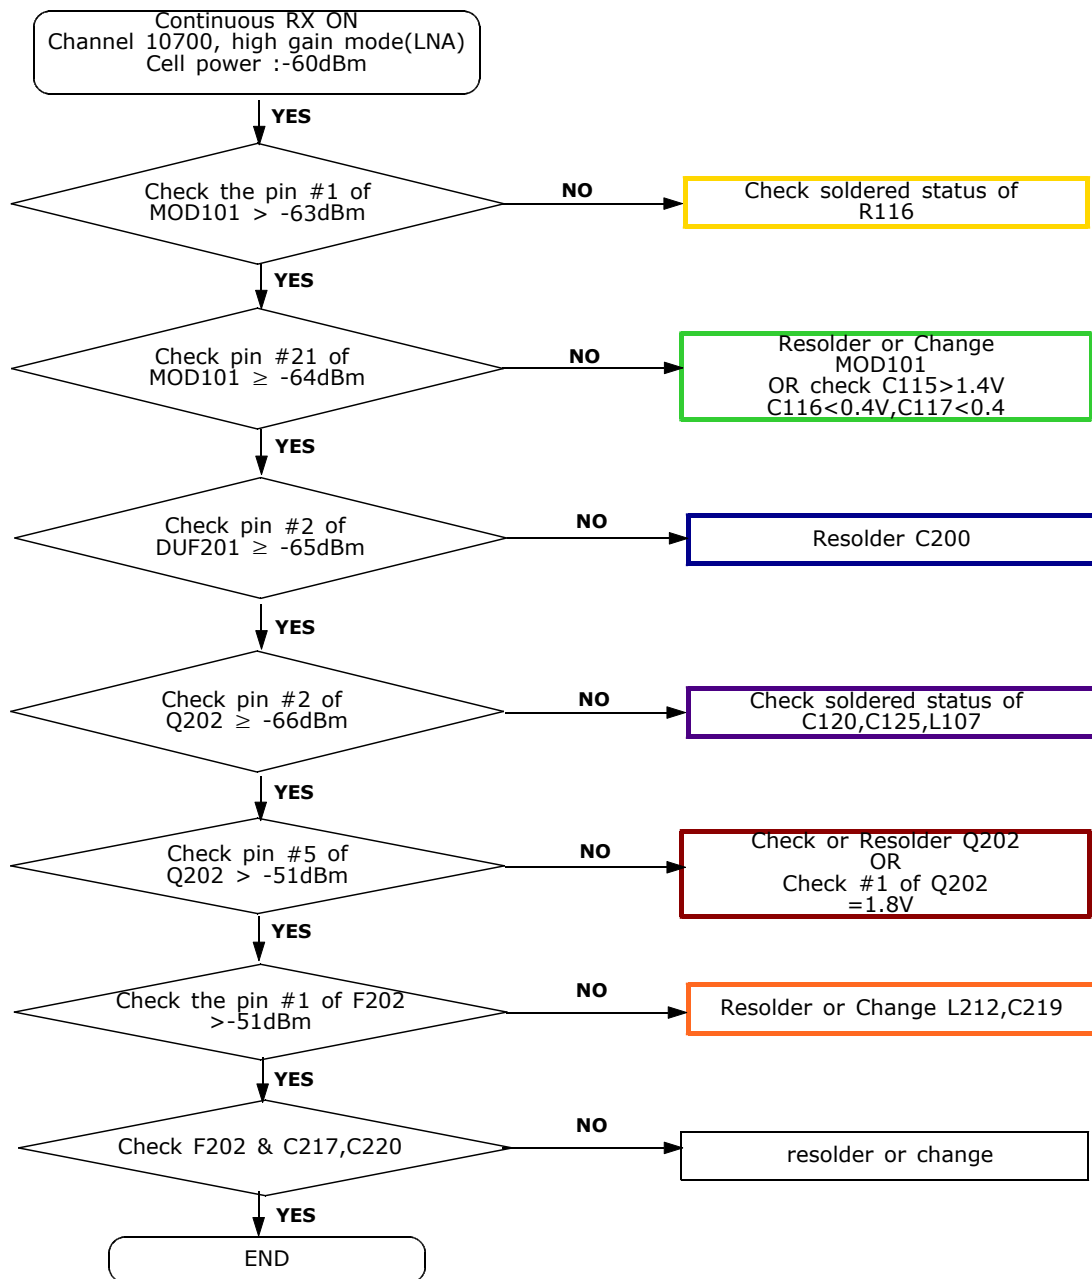 Continuous RX ON
Channel 10700, high gain mode(LNA)
Cell power :-60dBm
YES
Check the pin #1 of
MOD101 > -63dBm
NO
Check soldered status of
R116
YES
Check pin #21 of
MOD101 ≥ -64dBm
NO
Resolder or Change
MOD101
OR check C115>1.4V
C116<0.4V,C117<0.4
YES
Check pin #2 of
DUF201 ≥ -65dBm
NO
Resolder C200
YES
Check pin #2 of
Q202 ≥ -66dBm
NO
Check soldered status of
C120,C125,L107
YES
Check pin #5 of
Q202 > -51dBm
NO
Check or Resolder Q202
OR
Check #1 of Q202
=1.8V
YES
Check the pin #1 of F202
>-51dBm
NO
Resolder or Change L212,C219
YES
Check F202 & C217,C220
NO
resolder or change
YES
END